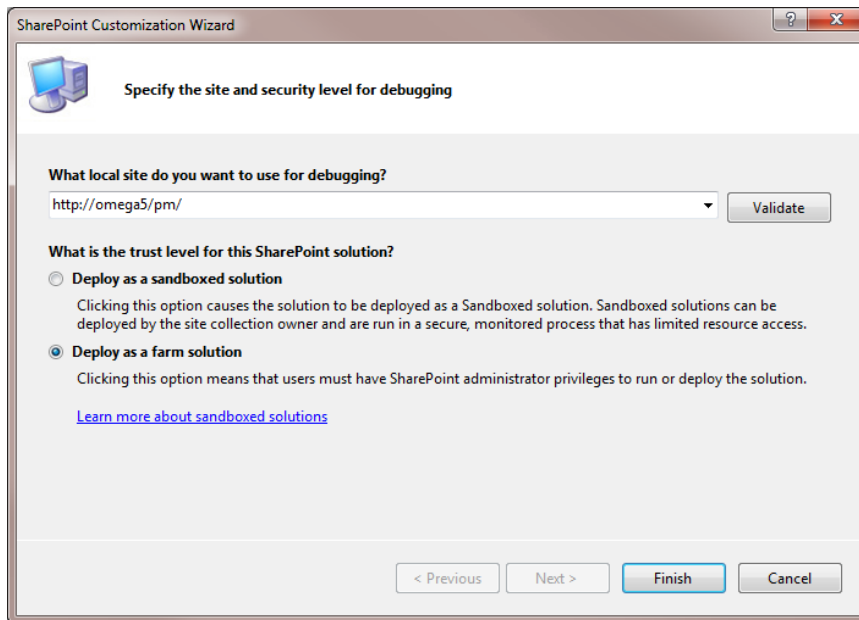 SharePoint Customization Wizard
Specify the site and security level for debugging
What local site do you want to use for debugging?
http://omega5/pm/
Validate
What is the trust level for this SharePoint solution?
Deploy as a sandboxed solution
Clicking this option causes the solution to be deployed as a Sandboxed solution. Sandboxed solutions can be
deployed by the site collection owner and are run in a secure, monitored process that has limited resource access.
Deploy as a farm solution
Clicking this option means that users must have SharePoint administrator privileges to run or deploy the solution.
Learn more about sandboxed solutions
< Previous
Next >
Finish
Cancel